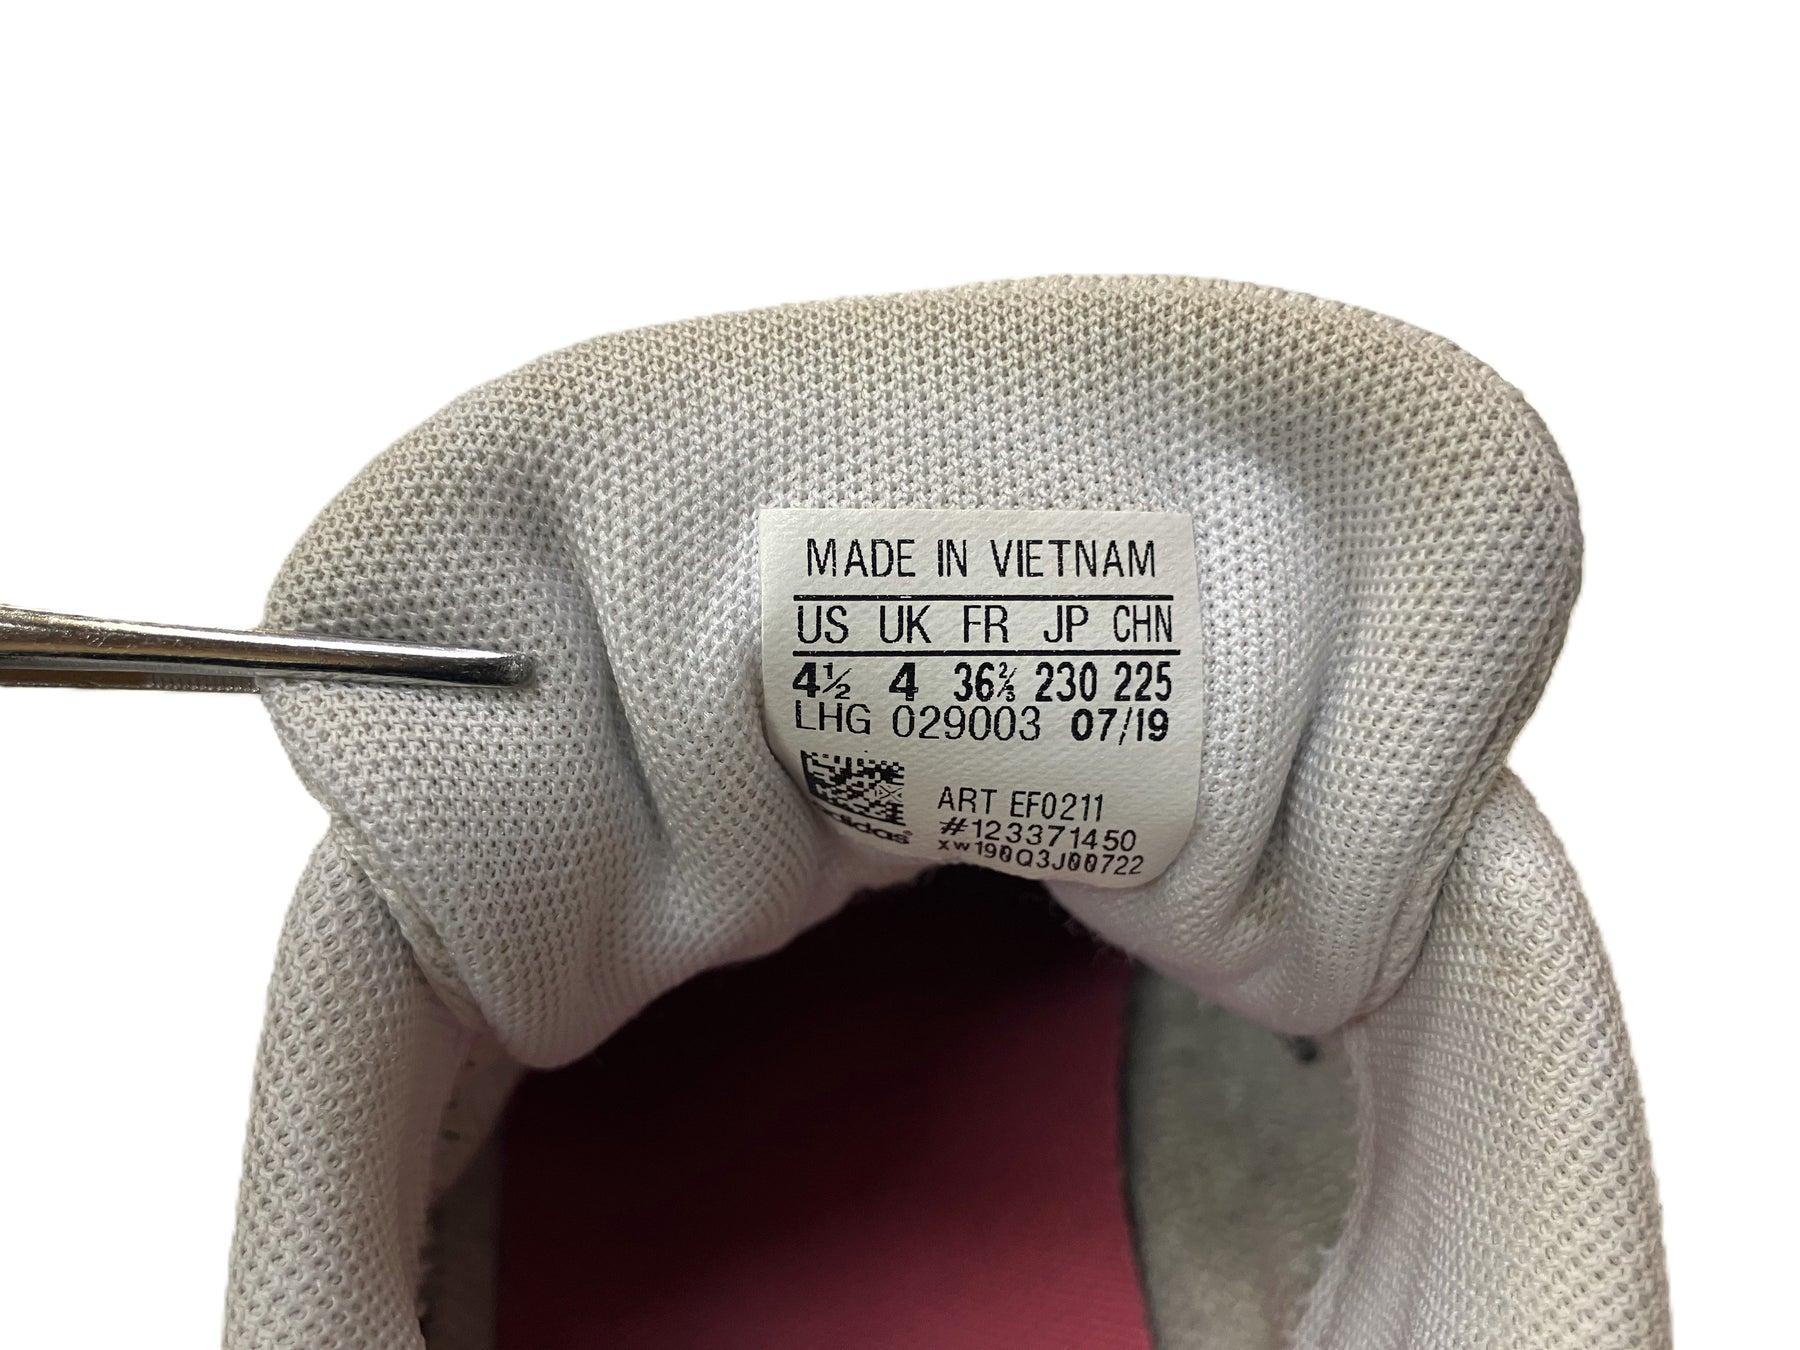 MADE IN VIETNAM
US UK FR JP CHN
4½ 4 36⅔ 230 225
LHG 029003 07/19
ART EF0211
#123371450
xw190Q3J00722
adidas®